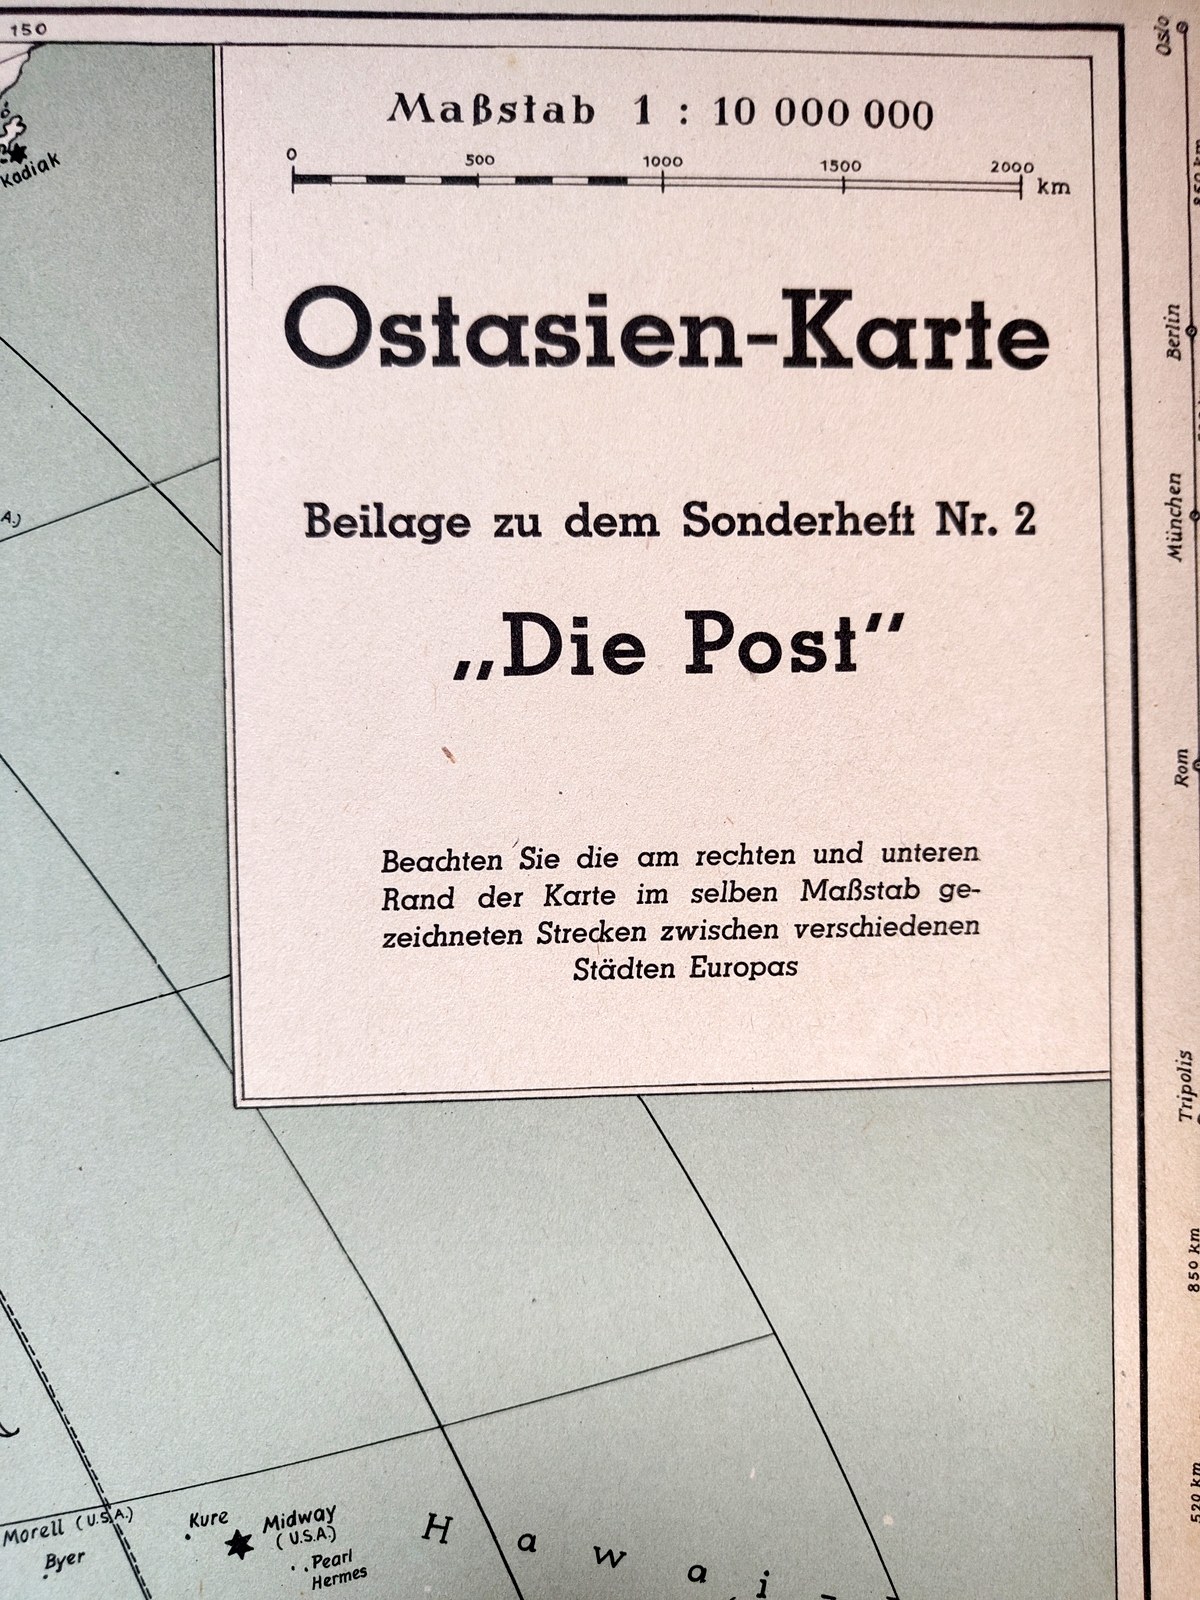 150
Kadiak
A.)
Maßstab 1 : 10 000 000
0 500 1000 1500 2000 km
Ostasien-Karte
Beilage zu dem Sonderheft Nr. 2
„Die Post”
Beachten Sie die am rechten und unteren
Rand der Karte im selben Maßstab ge-
zeichneten Strecken zwischen verschiedenen
Städten Europas
Morell (U.S.A.)
Byer
Kure
Midway
(U.S.A.)
Pearl
Hermes
Hawai-
Oslo
850 km
Berlin
München
Rom
Tripolis
850 km
520 km